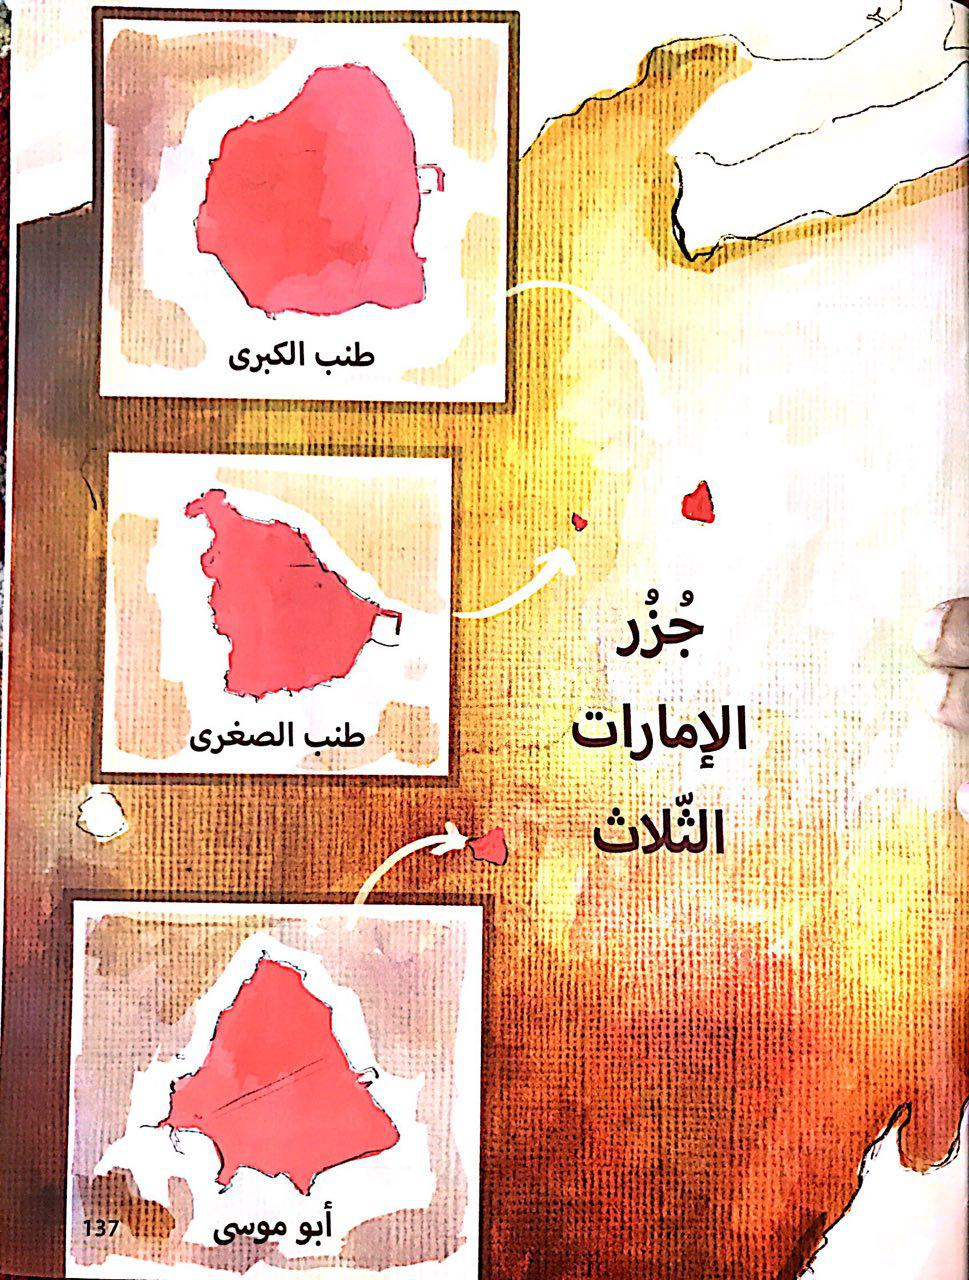 طنب الكبرى
طنب الصغرى
جُزُر
الإمارات
الثّلاث
أبو موسى
137